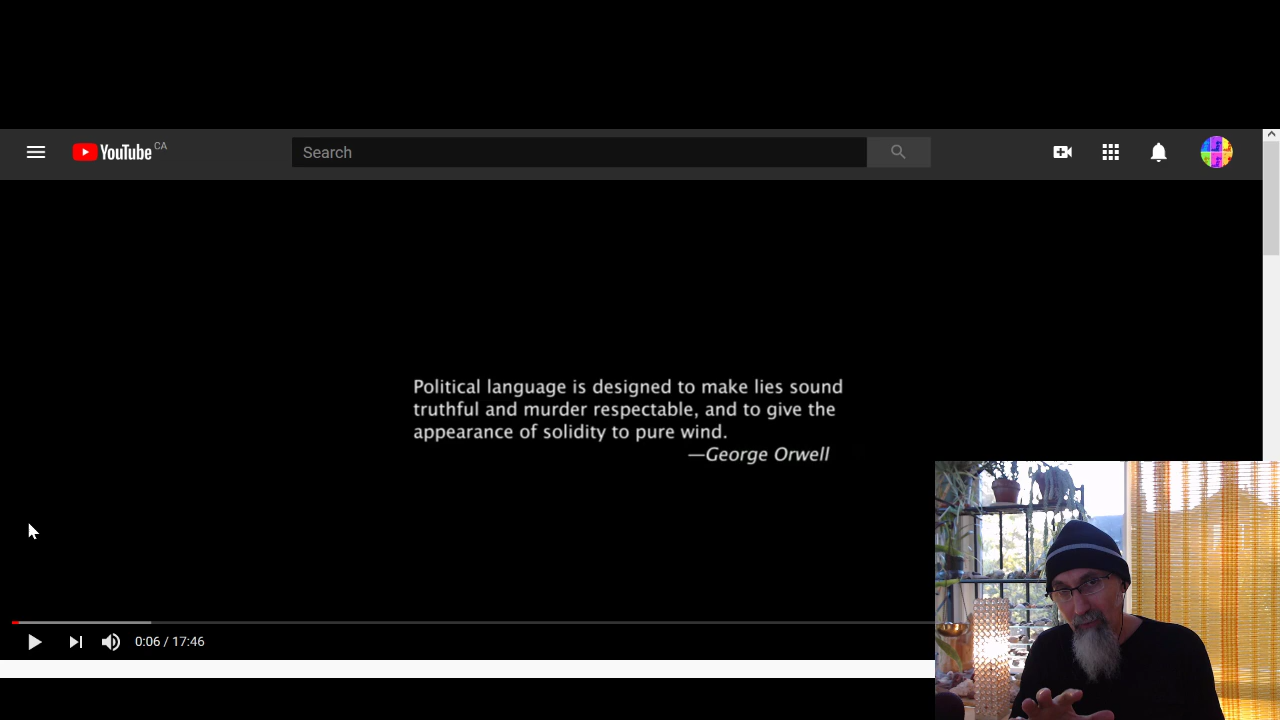 YouTube CA
Search
Political language is designed to make lies sound
truthful and murder respectable, and to give the
appearance of solidity to pure wind.
—George Orwell
0:06 / 17:46